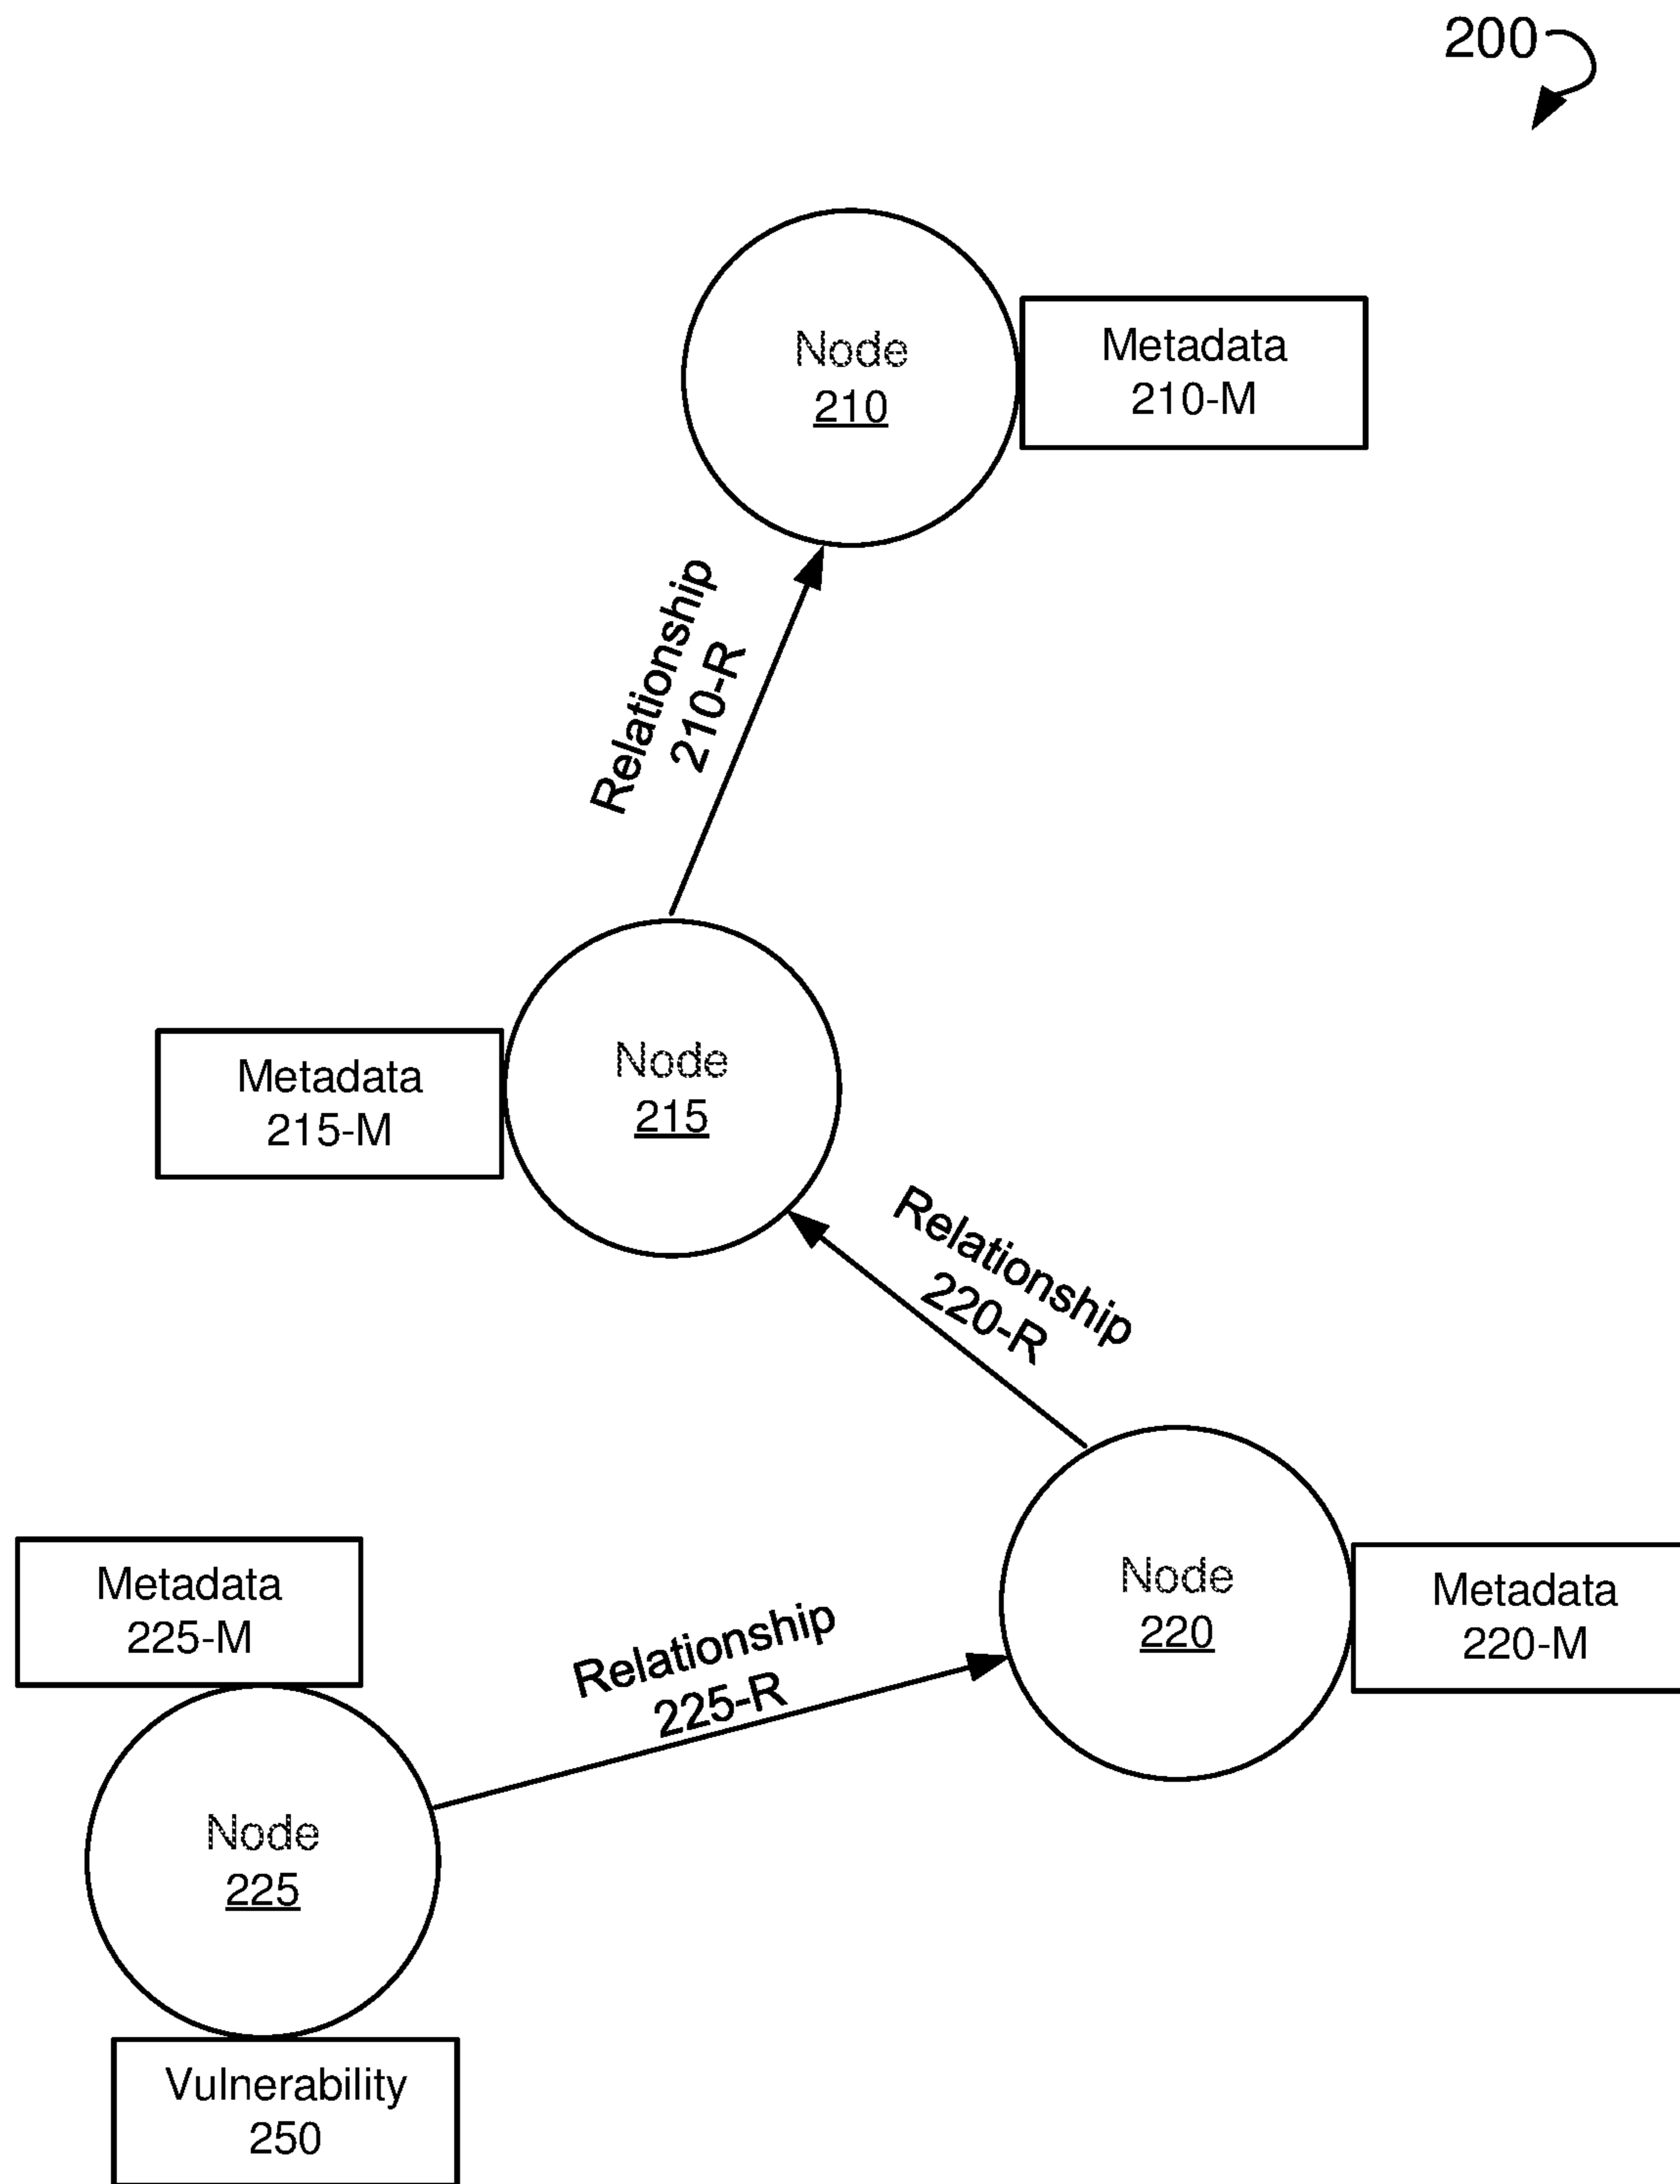 200
Node
210
Metadata
210-M
Relationship
210-R
Metadata
215-M
Node
215
Relationship
220-R
Metadata
225-M
Relationship
225-R
Node
220
Metadata
220-M
Node
225
Vulnerability
250